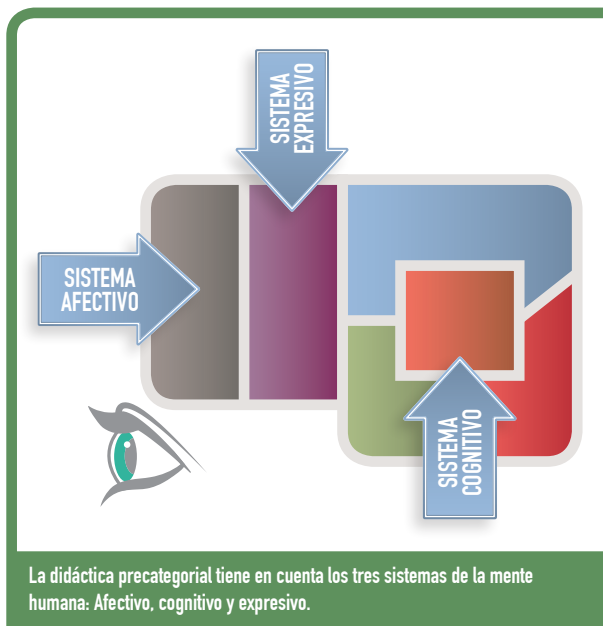 SISTEMA
EXPRESIVO
SISTEMA
AFECTIVO
SISTEMA
COGNITIVO
La didáctica precategorial tiene en cuenta los tres sistemas de la mente
humana: Afectivo, cognitivo y expresivo.